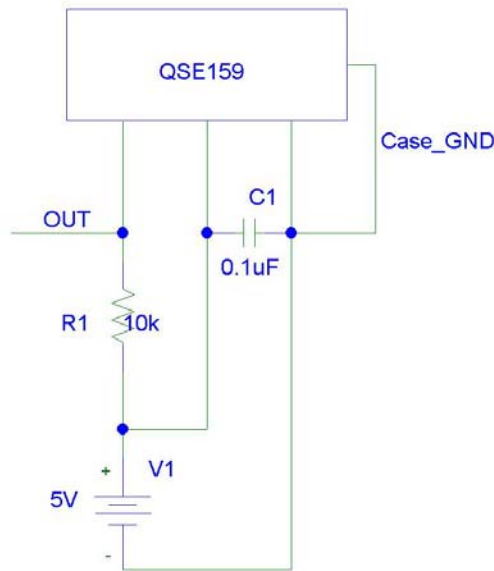 QSE159
Case_GND
C1
OUT
0.1uF
R1 10k
+ V1
5V
-